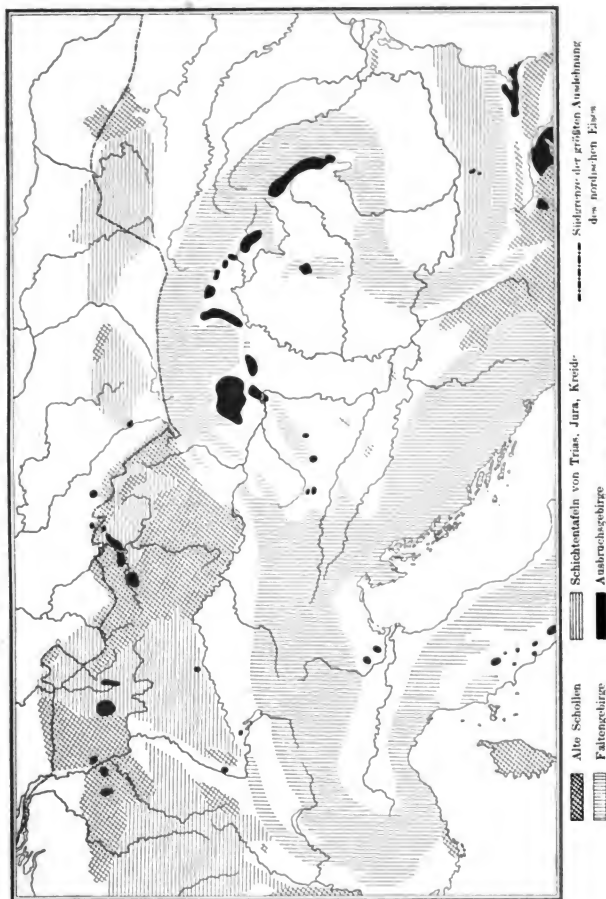 Alte Schollen
Faltengebirge
Schichtentafeln von Trias, Jura, Kreide
Ausbruchsgebirge
Südgrenze der größten Ausdehnung
des nordischen Eises